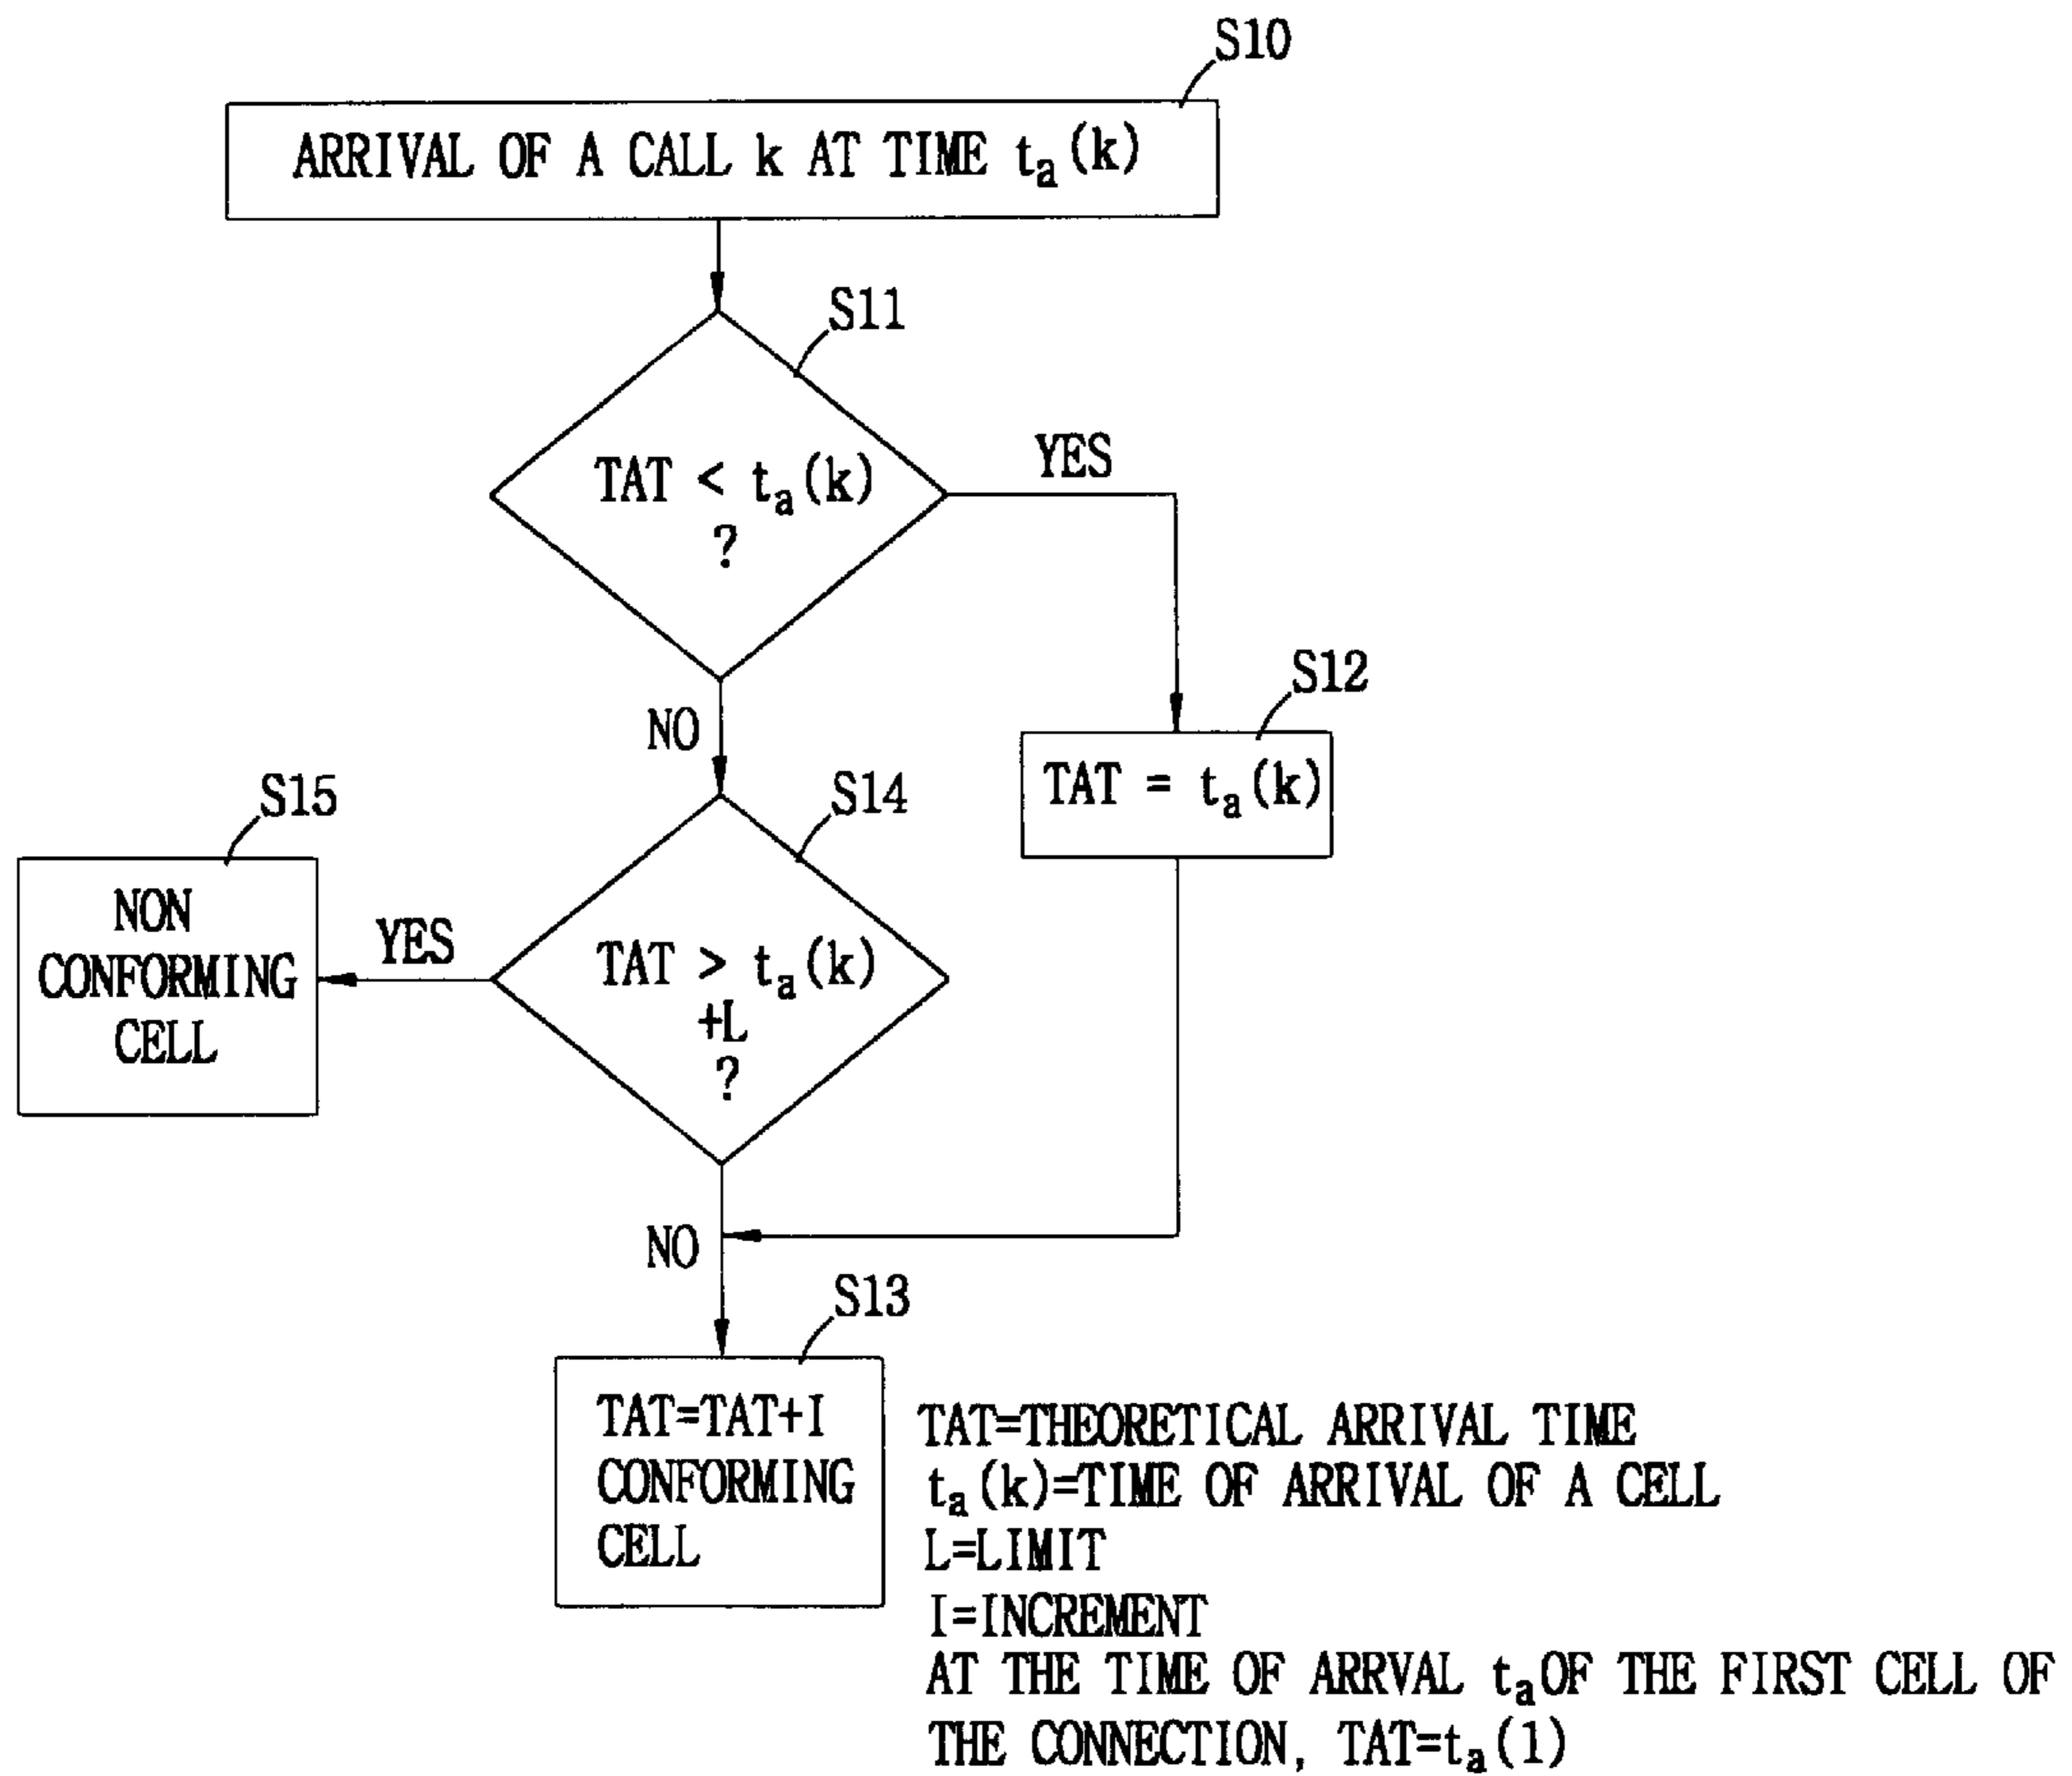 S10
ARRIVAL OF A CALL k AT TIME ta(k)
S11
TAT < ta(k)
?
YES
S12
TAT = ta(k)
NO
S14
TAT > ta(k)
+L
?
YES
S15
NON
CONFORMING
CELL
NO
S13
TAT=TAT+I
CONFORMING
CELL
TAT=THEORETICAL ARRIVAL TIME
ta(k)=TIME OF ARRIVAL OF A CELL
L=LIMIT
I=INCREMENT
AT THE TIME OF ARRVAL ta OF THE FIRST CELL OF
THE CONNECTION, TAT=ta(1)